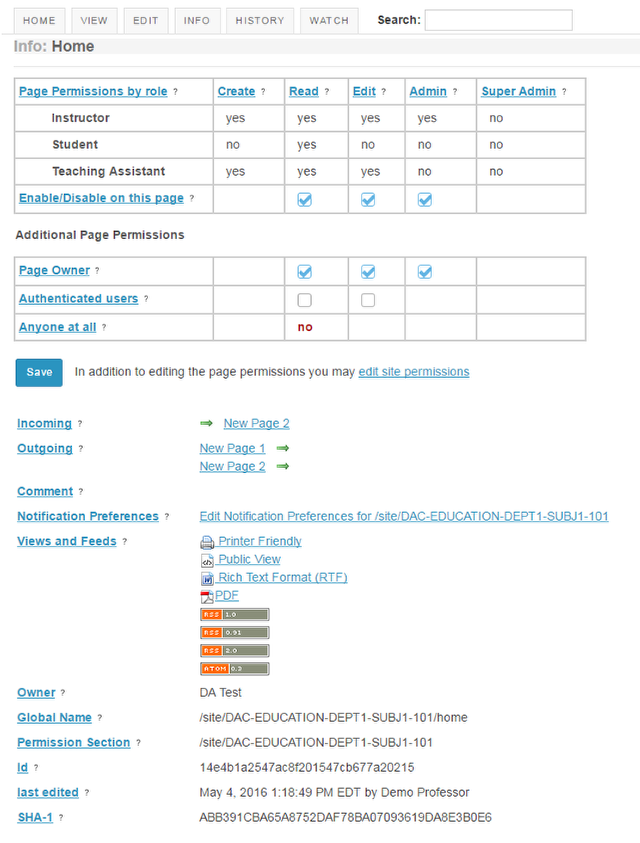 HOME VIEW EDIT INFO HISTORY WATCH Search:
Info: Home
Page Permissions by role ? Create ? Read ? Edit ? Admin ? Super Admin ?
Instructor yes yes yes yes no
Student no yes no no no
Teaching Assistant yes yes yes no no
Enable/Disable on this page ?
Additional Page Permissions
Page Owner ?
Authenticated users ?
Anyone at all ? no
Save In addition to editing the page permissions you may edit site permissions
Incoming ? New Page 2
Outgoing ? New Page 1
New Page 2
Comment ?
Notification Preferences ? Edit Notification Preferences for /site/DAC-EDUCATION-DEPT1-SUBJ1-101
Views and Feeds ? Printer Friendly
Public View
Rich Text Format (RTF)
PDF
RSS 1.0
RSS 0.91
RSS 2.0
ATOM 0.3
Owner ? DA Test
Global Name ? /site/DAC-EDUCATION-DEPT1-SUBJ1-101/home
Permission Section ? /site/DAC-EDUCATION-DEPT1-SUBJ1-101
Id ? 14e4b1a2547ac8f201547cb677a20215
last edited ? May 4, 2016 1:18:49 PM EDT by Demo Professor
SHA-1 ? ABB391CBA65A8752DAF78BA07093619DA8E3B0E6